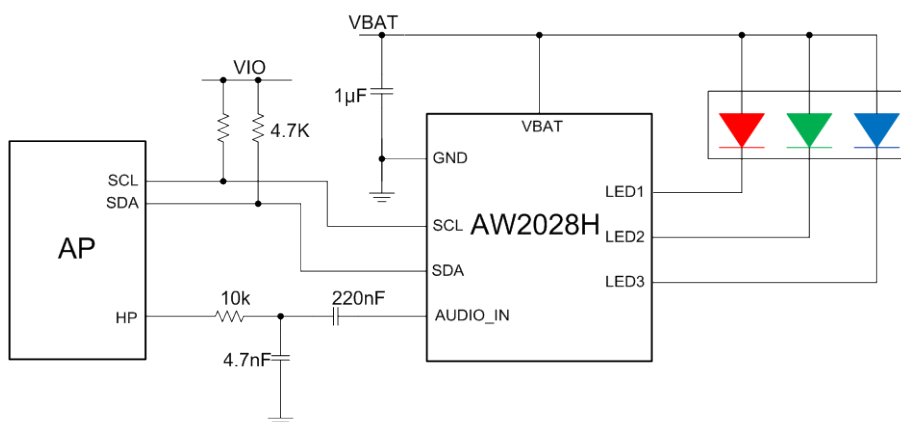 VBAT
VIO
1μF
4.7K
VBAT
GND
SCL
SDA
LED1
SCL
AW2028H
LED2
AP
SDA
LED3
10k
220nF
HP
AUDIO_IN
4.7nF